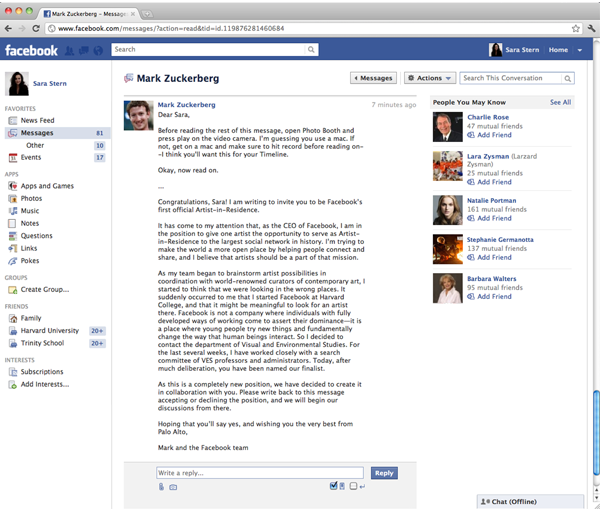 Mark Zuckerberg - Message
www.facebook.com/messages/?action=read&tid=id.119876281460684
facebook
Search
Sara Stern
Home
Sara Stern
FAVORITES
News Feed
Messages 81
Other 10
Events 17
APPS
Apps and Games
Photos
Music
Notes
Questions
Links
Pokes
GROUPS
Create Group...
FRIENDS
Family
Harvard University 20+
Trinity School 20+
INTERESTS
Subscriptions
Add Interests...
Mark Zuckerberg
Messages
Actions
Search This Conversation
Mark Zuckerberg 7 minutes ago
Dear Sara,
Before reading the rest of this message, open Photo Booth and
press play on the video camera. I'm guessing you use a mac. If
not, get on a mac and make sure to hit record before reading on-
-I think you'll want this for your Timeline.
Okay, now read on.
...
Congratulations, Sara! I am writing to invite you to be Facebook's
first official Artist-in-Residence.
It has come to my attention that, as the CEO of Facebook, I am in
the position to give one artist the opportunity to serve as Artist-
in-Residence to the largest social network in history. I'm trying to
make the world a more open place by helping people connect and
share, and I believe that artists should be a part of that mission.
As my team began to brainstorm artist possibilities in
coordination with world-renowned curators of contemporary art, I
started to think that we were looking in the wrong places. It
suddenly occurred to me that I started Facebook at Harvard
College, and that it might be meaningful to look for an artist
there. Facebook is not a company where individuals with fully
developed ways of working come to assert their dominance—it is
a place where young people try new things and fundamentally
change the way that human beings interact. So I decided to
contact the department of Visual and Environmental Studies. For
the last several weeks, I have worked closely with a search
committee of VES professors and administrators. Today, after
much deliberation, you have been named our finalist.
As this is a completely new position, we have decided to create it
in collaboration with you. Please write back to this message
accepting or declining the position, and we will begin our
discussions from there.
Hoping that you'll say yes, and wishing you the very best from
Palo Alto,
Mark and the Facebook team
Write a reply...
Reply
People You May Know See All
Charlie Rose
47 mutual friends
Add Friend
Lara Zysman (Larzard
Zysman)
25 mutual friends
Add Friend
Natalie Portman
161 mutual friends
Add Friend
Stephanie Germanotta
137 mutual friends
Add Friend
Barbara Walters
95 mutual friends
Add Friend
Chat (Offline)